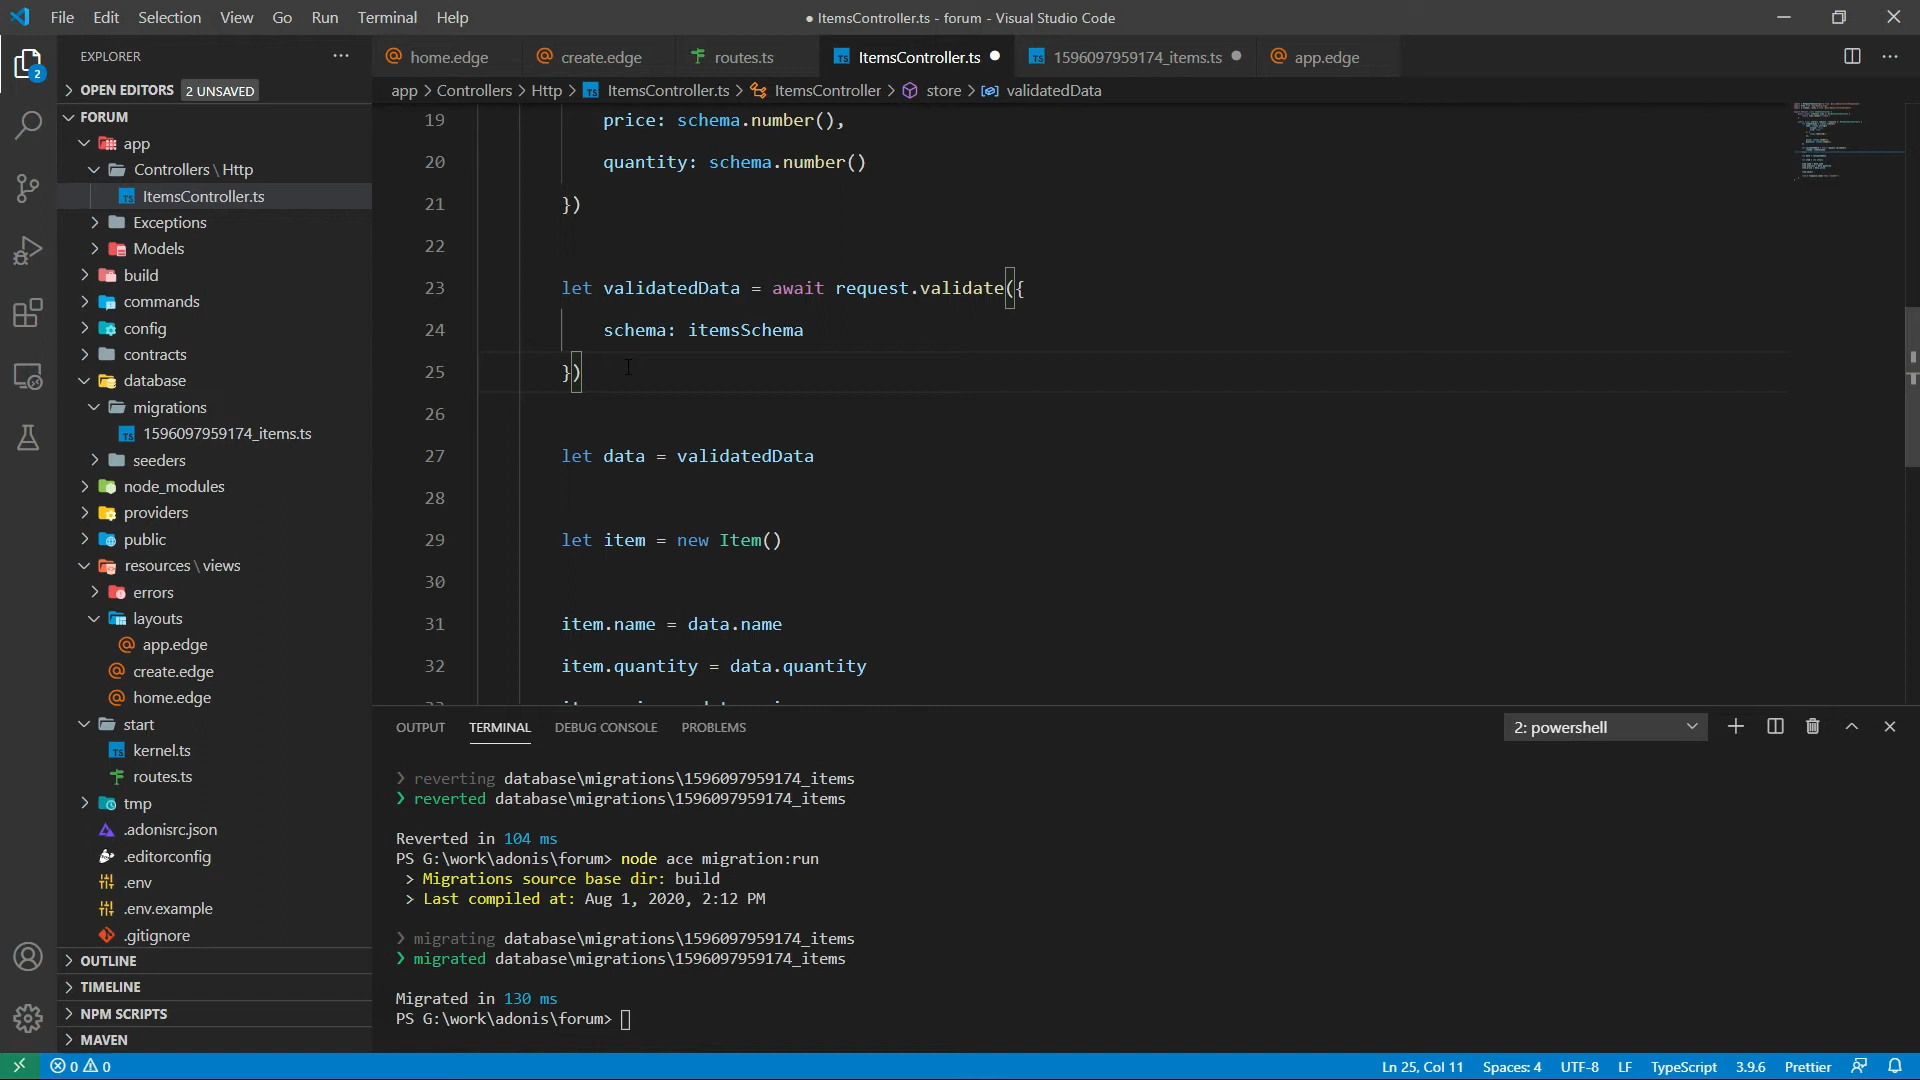 File Edit Selection View Go Run Terminal Help
● ItemsController.ts - forum - Visual Studio Code
EXPLORER
home.edge
create.edge
routes.ts
ItemsController.ts
1596097959174_items.ts
app.edge
2
OPEN EDITORS 2 UNSAVED
app > Controllers > Http > ItemsController.ts > ItemsController > store > validatedData
FORUM
app
Controllers \ Http
ItemsController.ts
Exceptions
Models
build
commands
config
contracts
database
migrations
1596097959174_items.ts
seeders
node_modules
providers
public
resources \ views
errors
layouts
app.edge
create.edge
home.edge
start
kernel.ts
routes.ts
tmp
.adonisrc.json
.editorconfig
.env
.env.example
.gitignore
OUTLINE
TIMELINE
NPM SCRIPTS
MAVEN
19 price: schema.number(),
20 quantity: schema.number()
21 })
22
23 let validatedData = await request.validate({
24 schema: itemsSchema
25 })
26
27 let data = validatedData
28
29 let item = new Item()
30
31 item.name = data.name
32 item.quantity = data.quantity
OUTPUT TERMINAL DEBUG CONSOLE PROBLEMS
2: powershell
❯ reverting database\migrations\1596097959174_items
❯ reverted database\migrations\1596097959174_items
Reverted in 104 ms
PS G:\work\adonis\forum> node ace migration:run
> Migrations source base dir: build
> Last compiled at: Aug 1, 2020, 2:12 PM
❯ migrating database\migrations\1596097959174_items
❯ migrated database\migrations\1596097959174_items
Migrated in 130 ms
PS G:\work\adonis\forum>
0 0
Ln 25, Col 11 Spaces: 4 UTF-8 LF TypeScript 3.9.6 Prettier